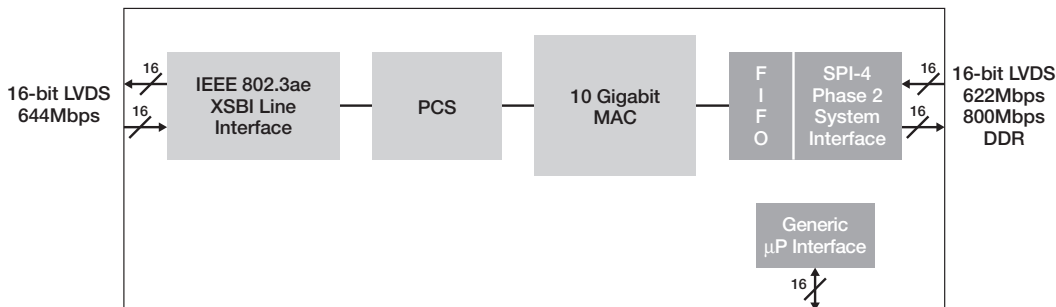 16-bit LVDS
644Mbps
16
16
IEEE 802.3ae
XSBI Line
Interface
PCS
10 Gigabit
MAC
F
I
F
O
SPI-4
Phase 2
System
Interface
16
16
16-bit LVDS
622Mbps
800Mbps
DDR
Generic
μP Interface
16